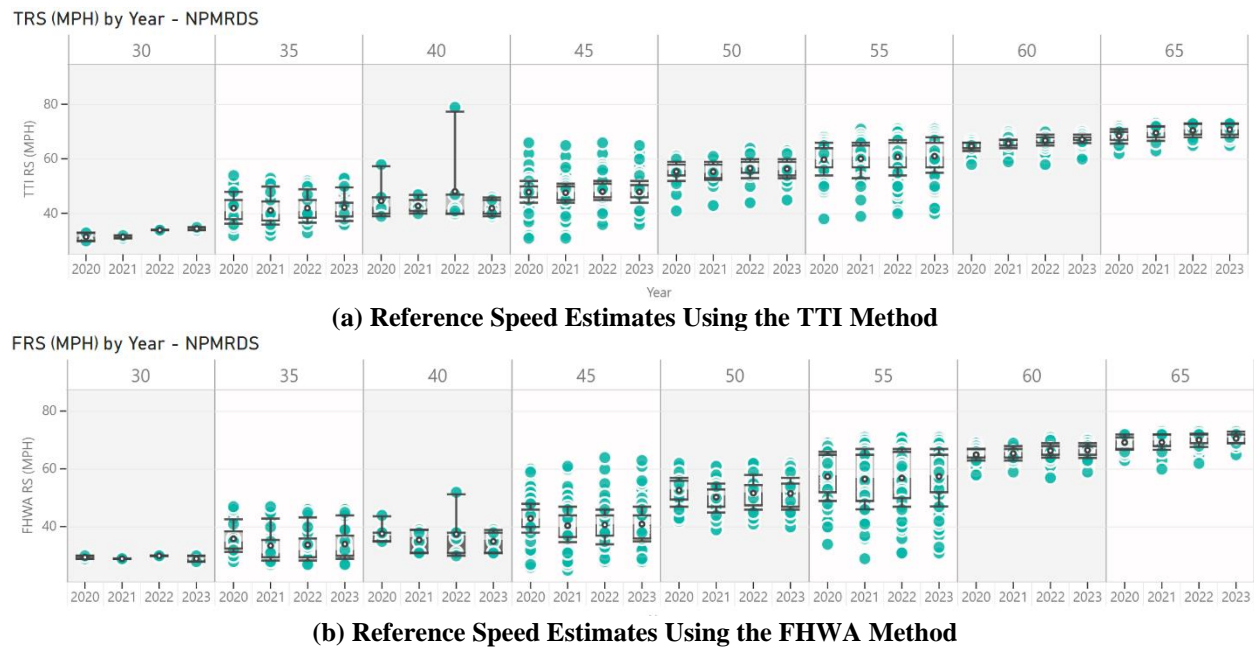 TRS (MPH) by Year - NPMRDS
30 35 40 45 50 55 60 65
80
60
40
TTI RS (MPH)
2020 2021 2022 2023 2020 2021 2022 2023 2020 2021 2022 2023 2020 2021 2022 2023 2020 2021 2022 2023 2020 2021 2022 2023 2020 2021 2022 2023 2020 2021 2022 2023
Year
(a) Reference Speed Estimates Using the TTI Method
FRS (MPH) by Year - NPMRDS
30 35 40 45 50 55 60 65
80
60
40
FHWA RS (MPH)
2020 2021 2022 2023 2020 2021 2022 2023 2020 2021 2022 2023 2020 2021 2022 2023 2020 2021 2022 2023 2020 2021 2022 2023 2020 2021 2022 2023 2020 2021 2022 2023
(b) Reference Speed Estimates Using the FHWA Method